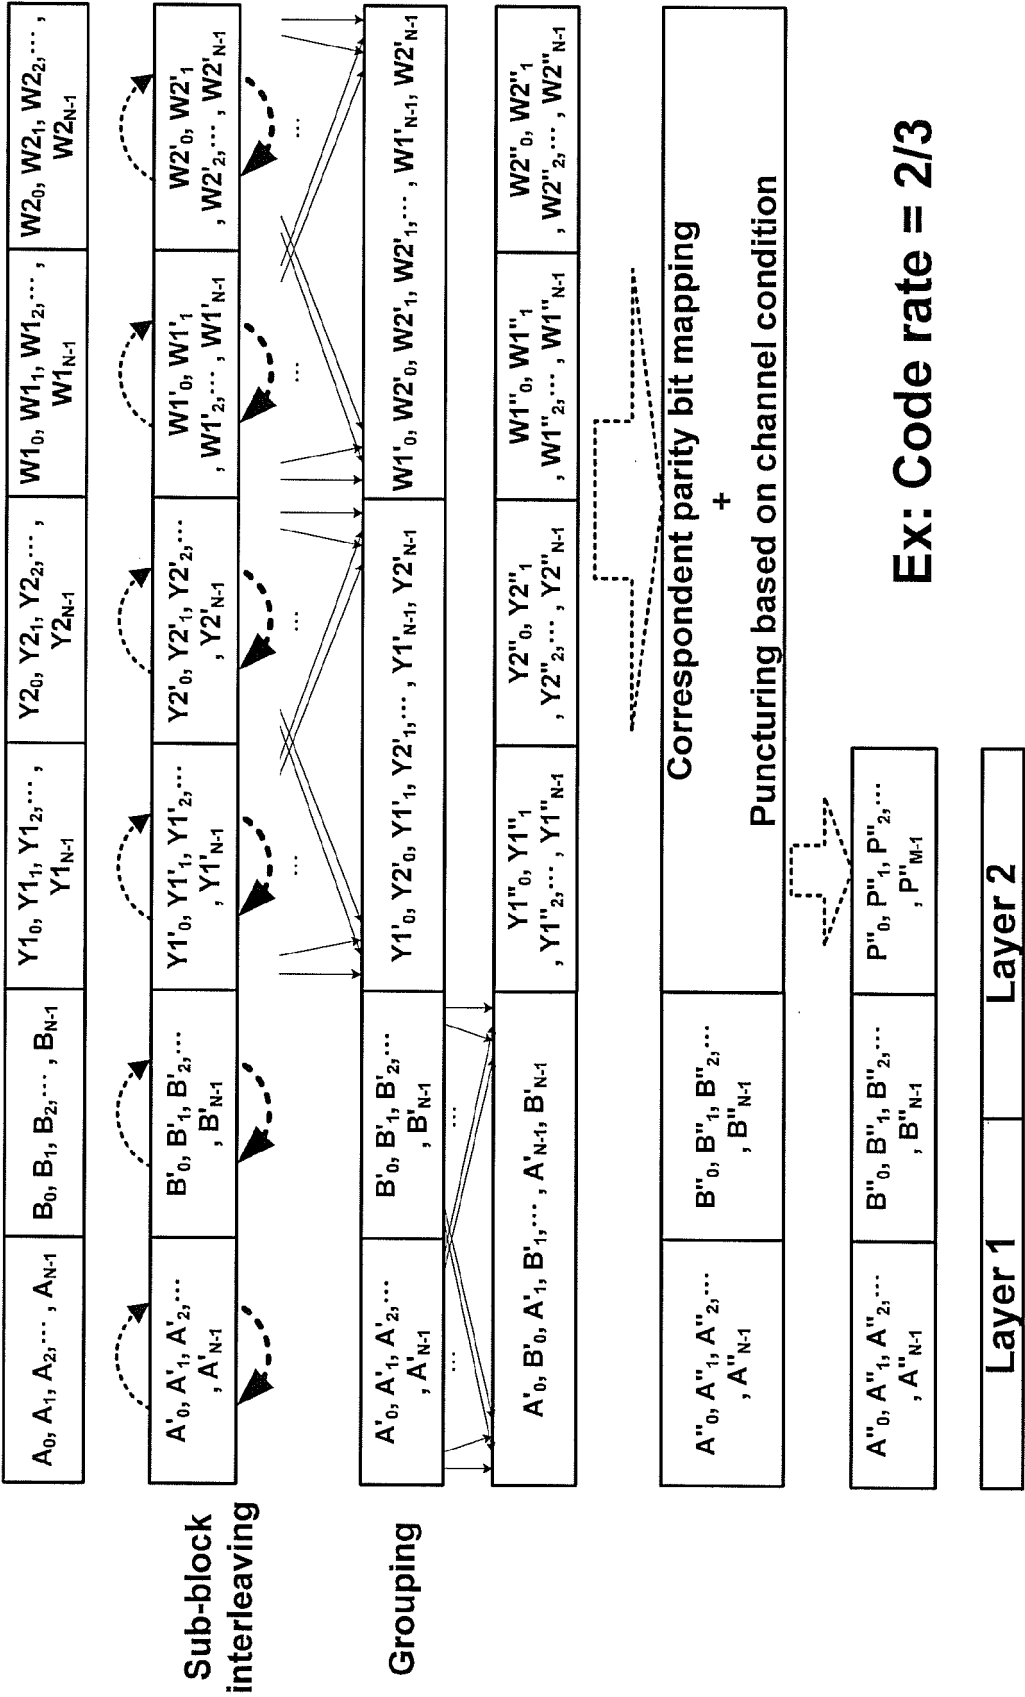 A0, A1, A2,⋯ , AN-1
B0, B1, B2,⋯ , BN-1
Y10, Y11, Y12,⋯ ,
Y1N-1
Y20, Y21, Y22,⋯ ,
Y2N-1
W10, W11, W12,⋯ ,
W1N-1
W20, W21, W22,⋯ ,
W2N-1
Sub-block
interleaving
A'0, A'1, A'2,⋯
, A'N-1
B'0, B'1, B'2,⋯
, B'N-1
Y1'0, Y1'1, Y1'2,⋯
, Y1'N-1
Y2'0, Y2'1, Y2'2,⋯
, Y2'N-1
W1'0, W1'1
, W1'2,⋯ , W1'N-1
W2'0, W2'1
, W2'2,⋯ , W2'N-1
⋯
⋯
⋯
⋯
Grouping
A'0, A'1, A'2,⋯
, A'N-1
B'0, B'1, B'2,⋯
, B'N-1
Y1'0, Y2'0, Y1'1, Y2'1,⋯ , Y1'N-1, Y2'N-1
W1'0, W2'0, W2'1, W2'1,⋯ , W1'N-1, W2'N-1
⋯
⋯
A'0, B'0, A'1, B'1,⋯ , A'N-1, B'N-1
Y1"0, Y1"1
, Y1"2,⋯ , Y1"N-1
Y2"0, Y2"1
, Y2"2,⋯ , Y2"N-1
W1"0, W1"1
, W1"2,⋯ , W1"N-1
W2"0, W2"1
, W2"2,⋯ , W2"N-1
A"0, A"1, A"2,⋯
, A"N-1
B"0, B"1, B"2,⋯
, B"N-1
Correspondent parity bit mapping
+
Puncturing based on channel condition
A"0, A"1, A"2,⋯
, A"N-1
B"0, B"1, B"2,⋯
, B"N-1
P"0, P"1, P"2,⋯
, P"M-1
Ex: Code rate = 2/3
Layer 1
Layer 2